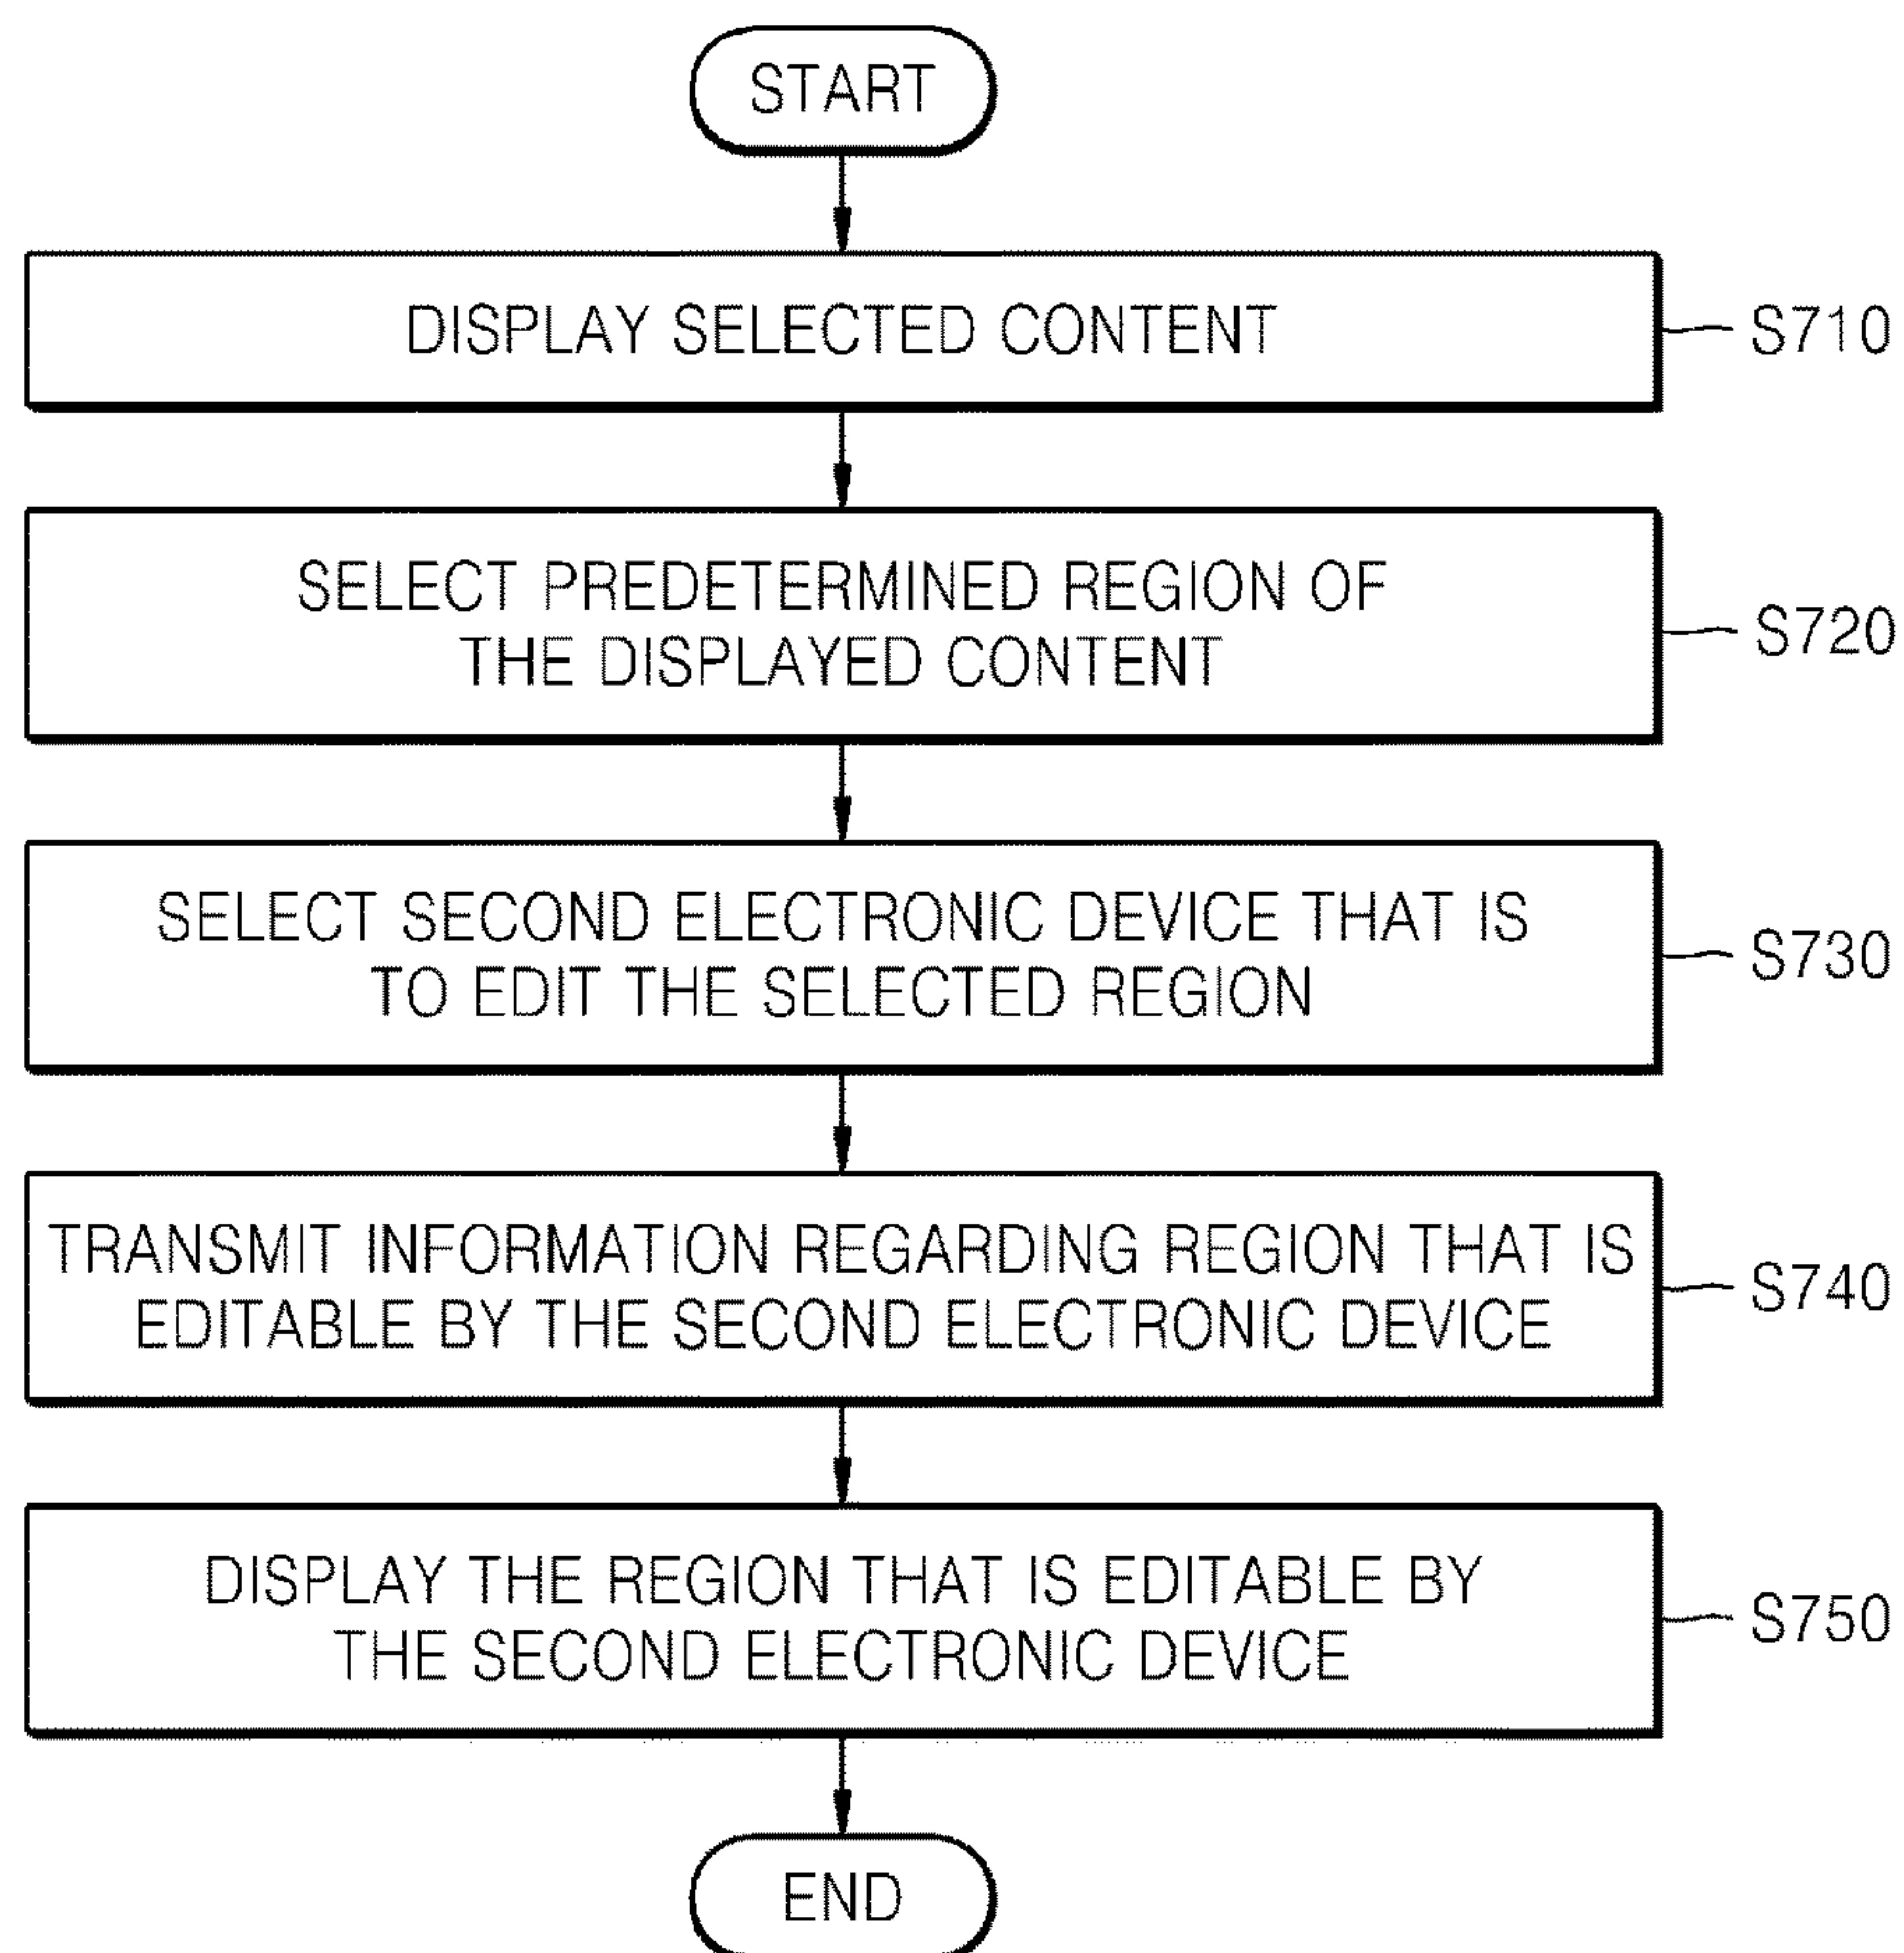 START
DISPLAY SELECTED CONTENT
S710
SELECT PREDETERMINED REGION OF
THE DISPLAYED CONTENT
S720
SELECT SECOND ELECTRONIC DEVICE THAT IS
TO EDIT THE SELECTED REGION
S730
TRANSMIT INFORMATION REGARDING REGION THAT IS
EDITABLE BY THE SECOND ELECTRONIC DEVICE
S740
DISPLAY THE REGION THAT IS EDITABLE BY
THE SECOND ELECTRONIC DEVICE
S750
END